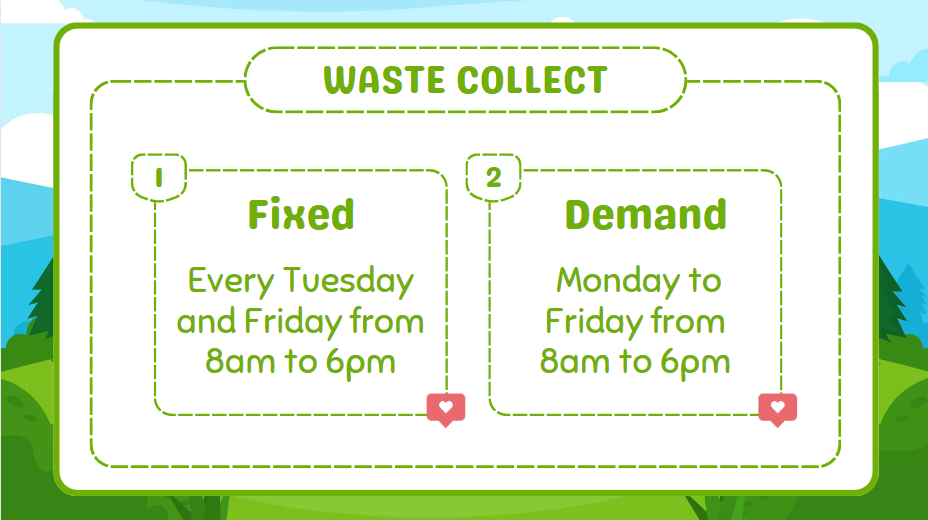 WASTE COLLECT
1
Fixed
Every Tuesday
and Friday from
8am to 6pm
2
Demand
Monday to
Friday from
8am to 6pm